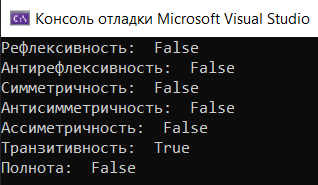 Консоль отладки Microsoft Visual Studio
Рефлексивность:  False
Антирефлексивность:  False
Симметричность:  False
Антисимметричность:  False
Ассиметричность:  False
Транзитивность:  True
Полнота:  False